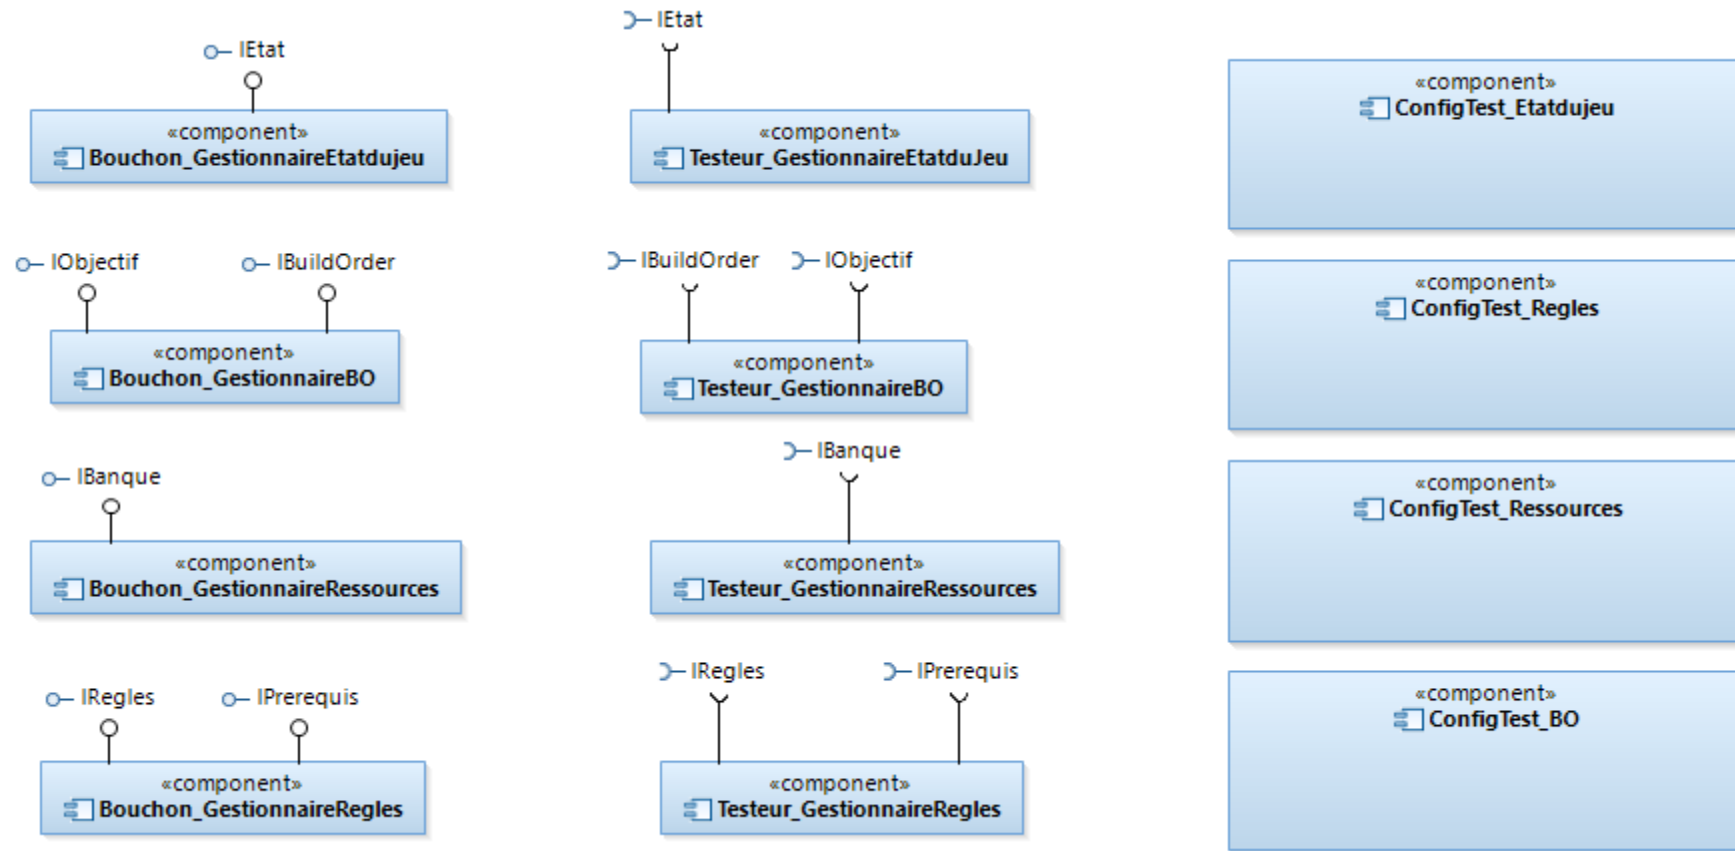 IEtat
«component»
Bouchon_GestionnaireEtatdujeu
IObjectif
IBuildOrder
«component»
Bouchon_GestionnaireBO
IBanque
«component»
Bouchon_GestionnaireRessources
IRegles
IPrerequis
«component»
Bouchon_GestionnaireRegles
IEtat
«component»
Testeur_GestionnaireEtatduJeu
IBuildOrder
IObjectif
«component»
Testeur_GestionnaireBO
IBanque
«component»
Testeur_GestionnaireRessources
IRegles
IPrerequis
«component»
Testeur_GestionnaireRegles
«component»
ConfigTest_Etatdujeu
«component»
ConfigTest_Regles
«component»
ConfigTest_Ressources
«component»
ConfigTest_BO